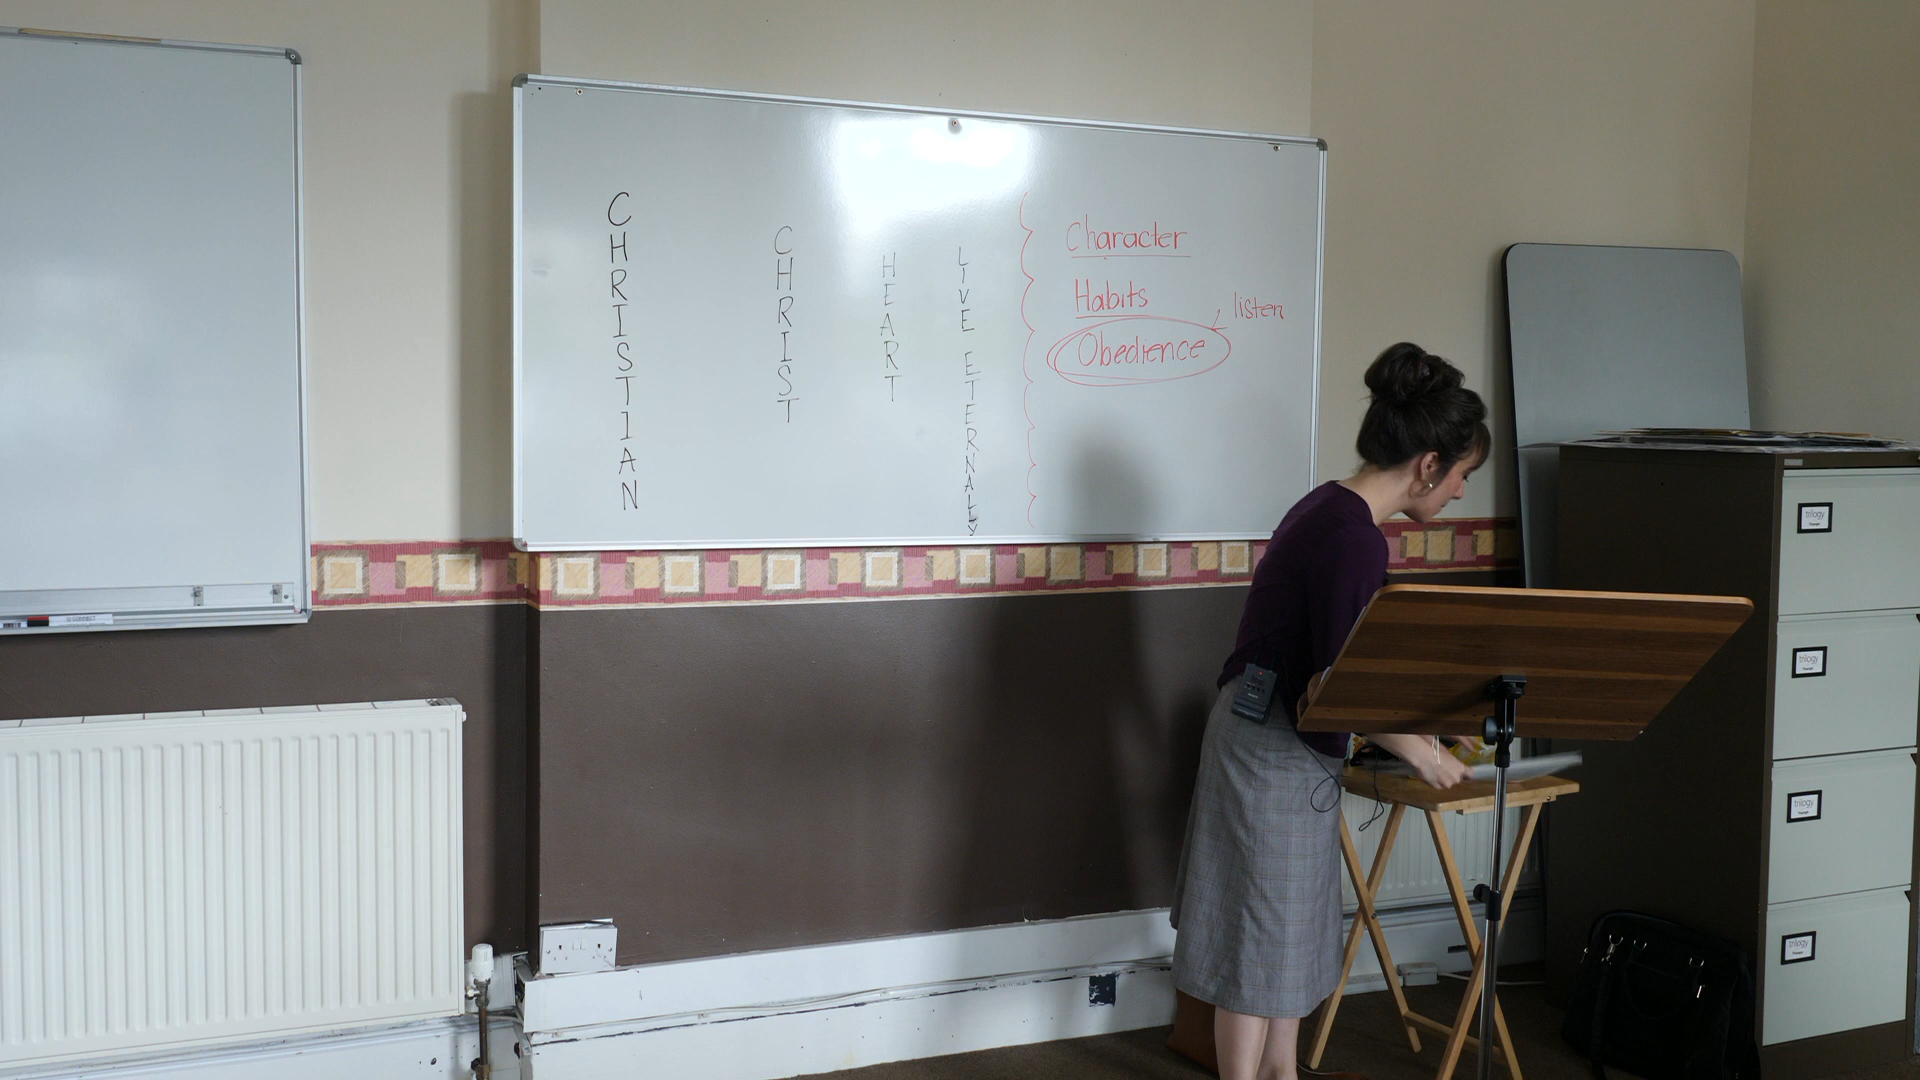 CHRISTIAN
CHRIST
HEART
LIVE ETERNALLY
Character
Habits
listen
Obedience
trilogy
trilogy
trilogy
trilogy